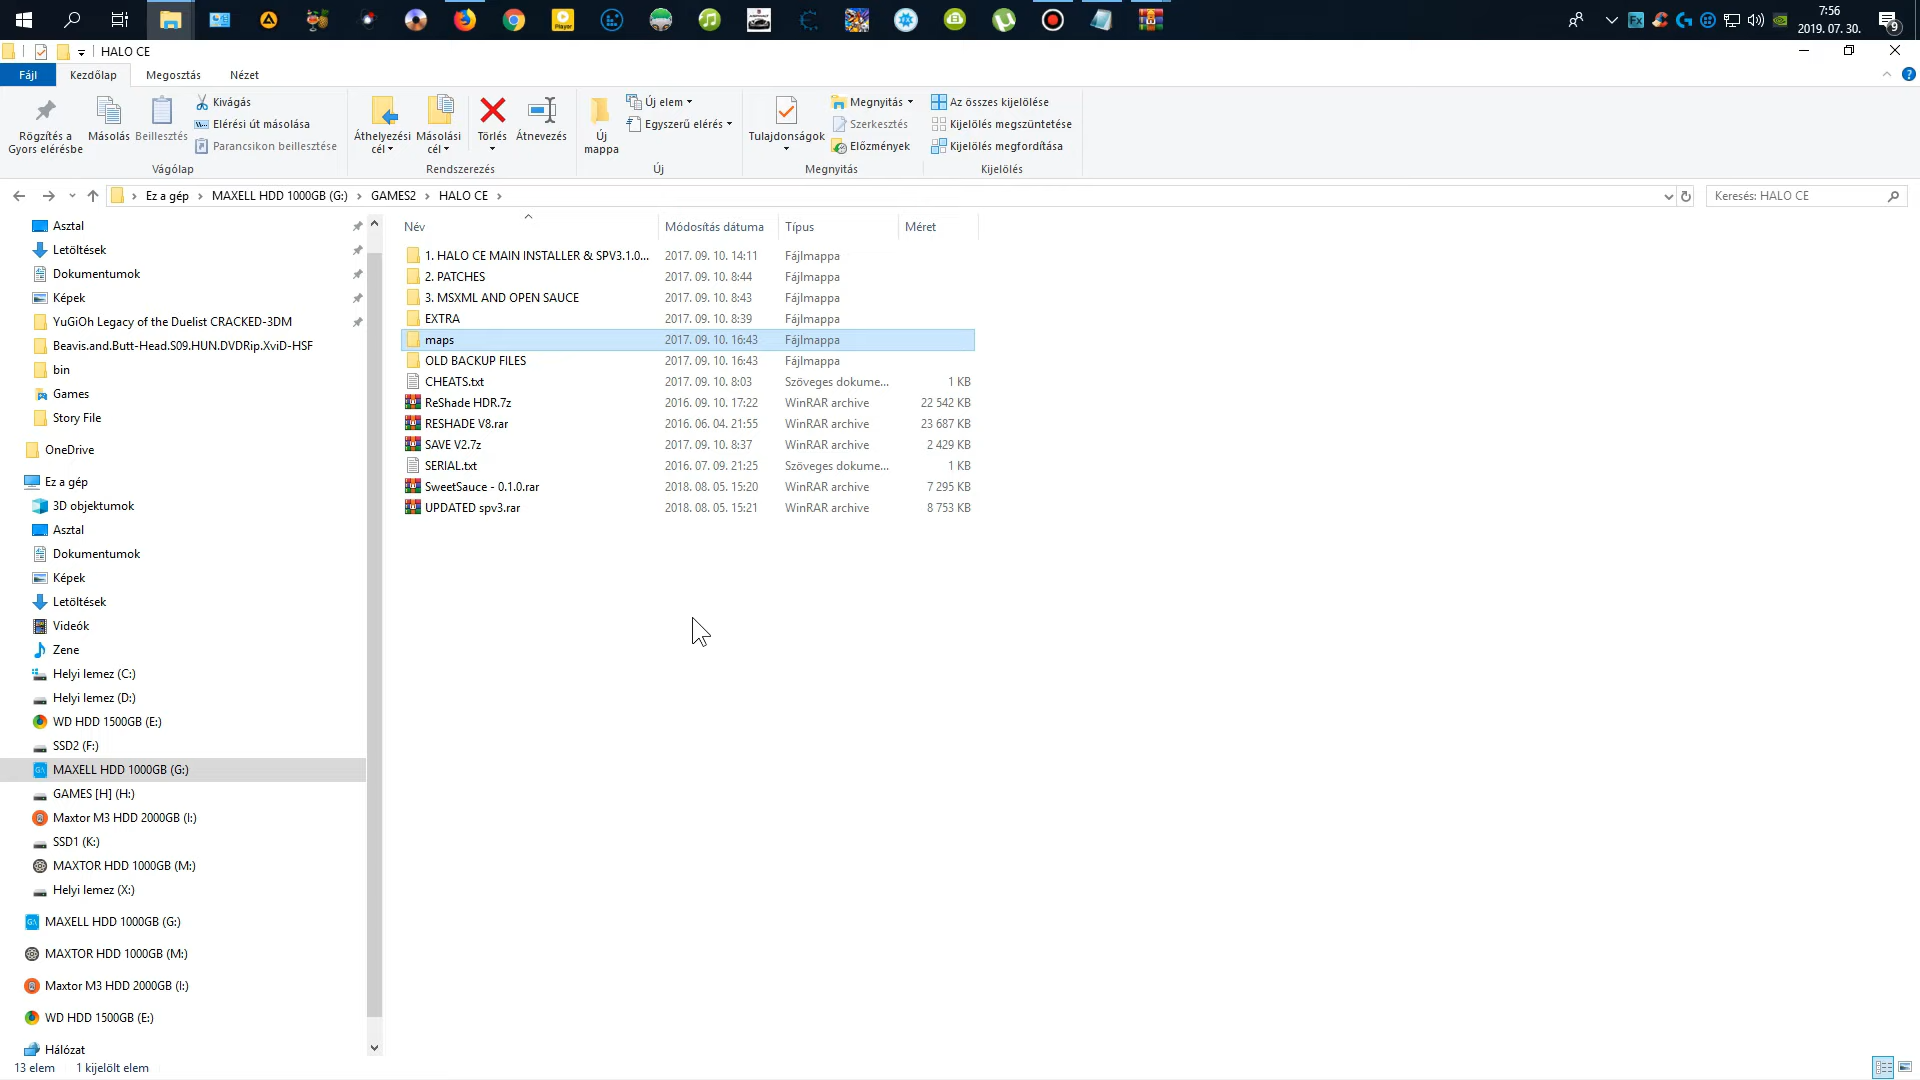 7:56
2019. 07. 30.
9
Player
Fx
HALO CE
Fájl
Kezdőlap
Megosztás
Nézet
Rögzítés a
Gyors elérésbe
Másolás
Beillesztés
Kivágás
Elérési út másolása
Parancsikon beillesztése
Vágólap
Áthelyezési
cél
Másolási
cél
Törlés
Átnevezés
Rendszerezés
Új
mappa
Új elem
Egyszerű elérés
Új
Tulajdonságok
Megnyitás
Szerkesztés
Előzmények
Megnyitás
Az összes kijelölése
Kijelölés megszüntetése
Kijelölés megfordítása
Kijelölés
Ez a gép > MAXELL HDD 1000GB (G:) > GAMES2 > HALO CE >
Keresés: HALO CE
Asztal
Letöltések
Dokumentumok
Képek
YuGiOh Legacy of the Duelist CRACKED-3DM
Beavis.and.Butt-Head.S09.HUN.DVDRip.XviD-HSF
bin
Games
Story File
OneDrive
Ez a gép
3D objektumok
Asztal
Dokumentumok
Képek
Letöltések
Videók
Zene
Helyi lemez (C:)
Helyi lemez (D:)
WD HDD 1500GB (E:)
SSD2 (F:)
MAXELL HDD 1000GB (G:)
GAMES [H] (H:)
Maxtor M3 HDD 2000GB (I:)
SSD1 (K:)
MAXTOR HDD 1000GB (M:)
Helyi lemez (X:)
MAXELL HDD 1000GB (G:)
MAXTOR HDD 1000GB (M:)
Maxtor M3 HDD 2000GB (I:)
WD HDD 1500GB (E:)
Hálózat
Név Módosítás dátuma Típus Méret
1. HALO CE MAIN INSTALLER & SPV3.1.0... 2017. 09. 10. 14:11 Fájlmappa
2. PATCHES 2017. 09. 10. 8:44 Fájlmappa
3. MSXML AND OPEN SAUCE 2017. 09. 10. 8:43 Fájlmappa
EXTRA 2017. 09. 10. 8:39 Fájlmappa
maps 2017. 09. 10. 16:43 Fájlmappa
OLD BACKUP FILES 2017. 09. 10. 16:43 Fájlmappa
CHEATS.txt 2017. 09. 10. 8:03 Szöveges dokume... 1 KB
ReShade HDR.7z 2016. 09. 10. 17:22 WinRAR archive 22 542 KB
RESHADE V8.rar 2016. 06. 04. 21:55 WinRAR archive 23 687 KB
SAVE V2.7z 2017. 09. 10. 8:37 WinRAR archive 2 429 KB
SERIAL.txt 2016. 07. 09. 21:25 Szöveges dokume... 1 KB
SweetSauce - 0.1.0.rar 2018. 08. 05. 15:20 WinRAR archive 7 295 KB
UPDATED spv3.rar 2018. 08. 05. 15:21 WinRAR archive 8 753 KB
13 elem 1 kijelölt elem